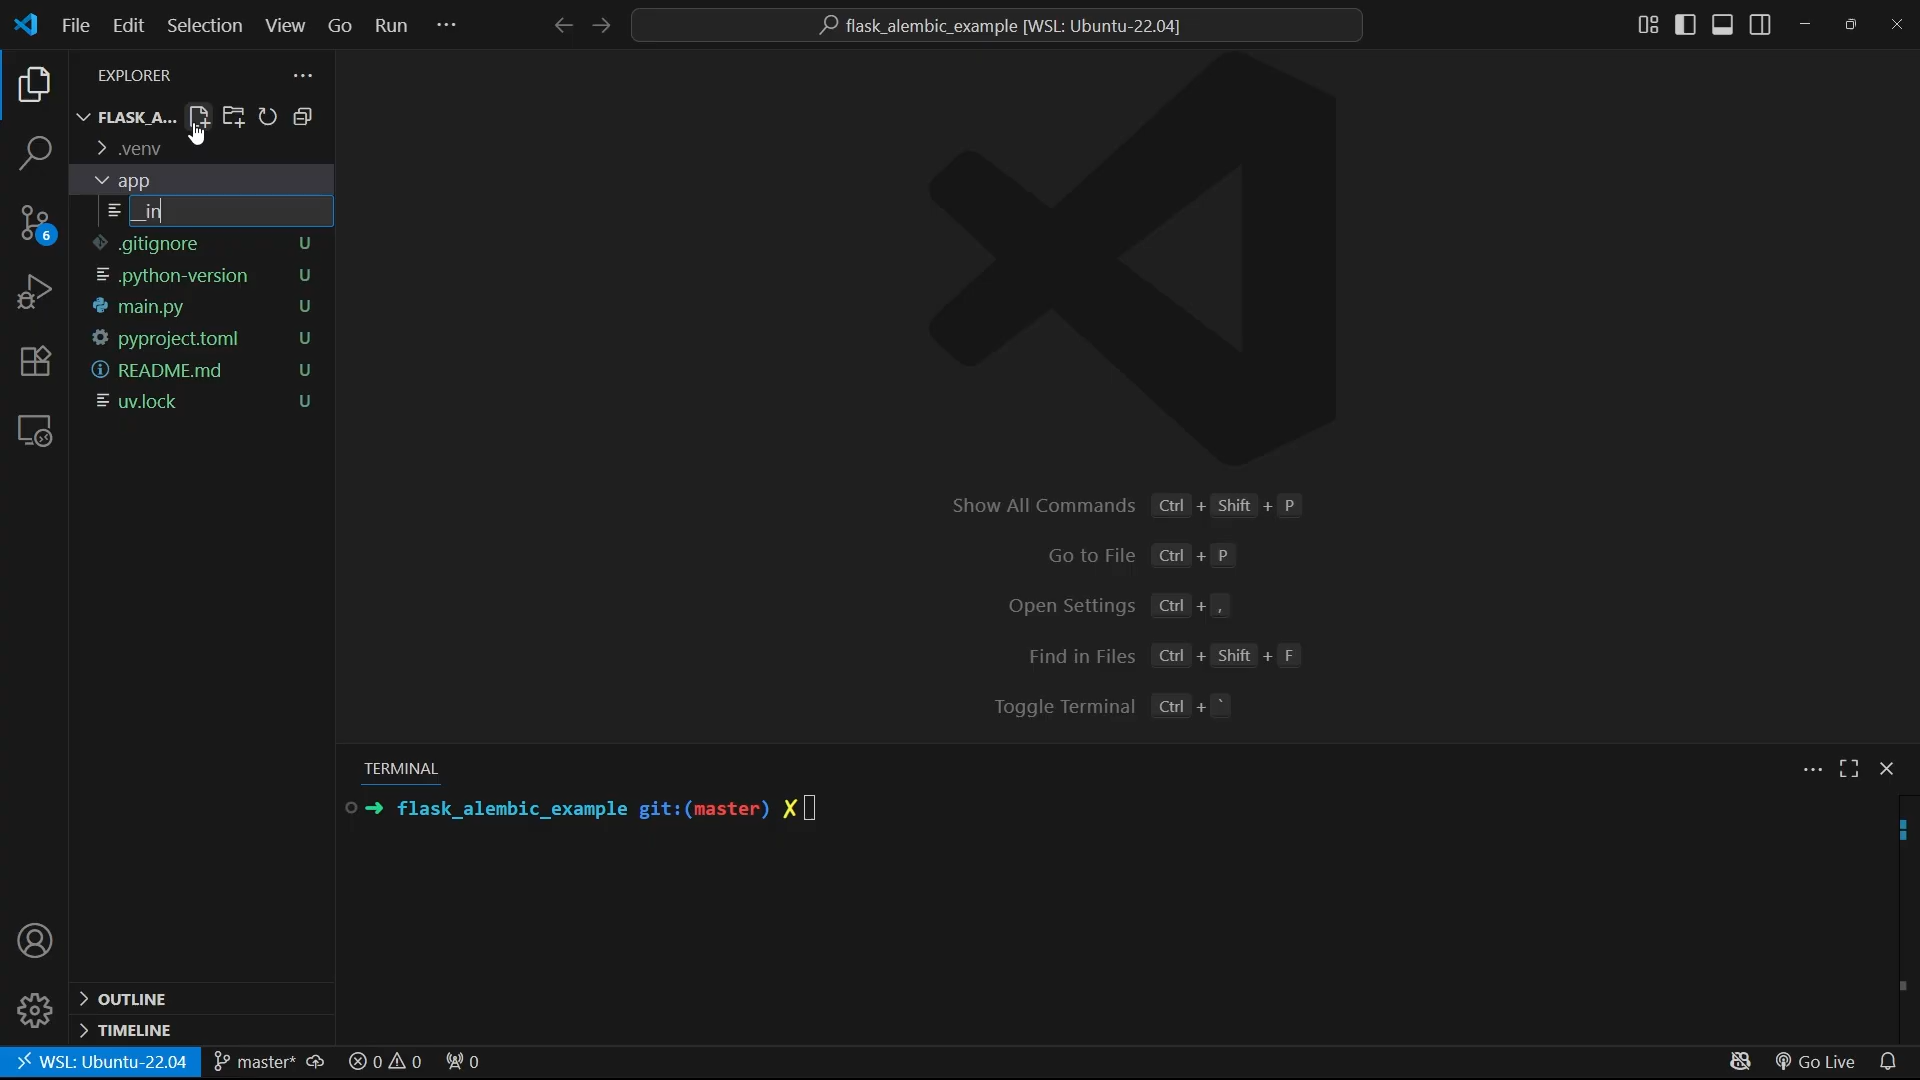 File Edit Selection View Go Run ···
flask_alembic_example [WSL: Ubuntu-22.04]
EXPLORER
FLASK_A...
.venv
app
__in
.gitignore U
.python-version U
main.py U
pyproject.toml U
README.md U
uv.lock U
6
Show All Commands Ctrl + Shift + P
Go to File Ctrl + P
Open Settings Ctrl + ,
Find in Files Ctrl + Shift + F
Toggle Terminal Ctrl + `
TERMINAL
➜ flask_alembic_example git:(master) ✗
OUTLINE
TIMELINE
WSL: Ubuntu-22.04 master* 0 0 0 Go Live